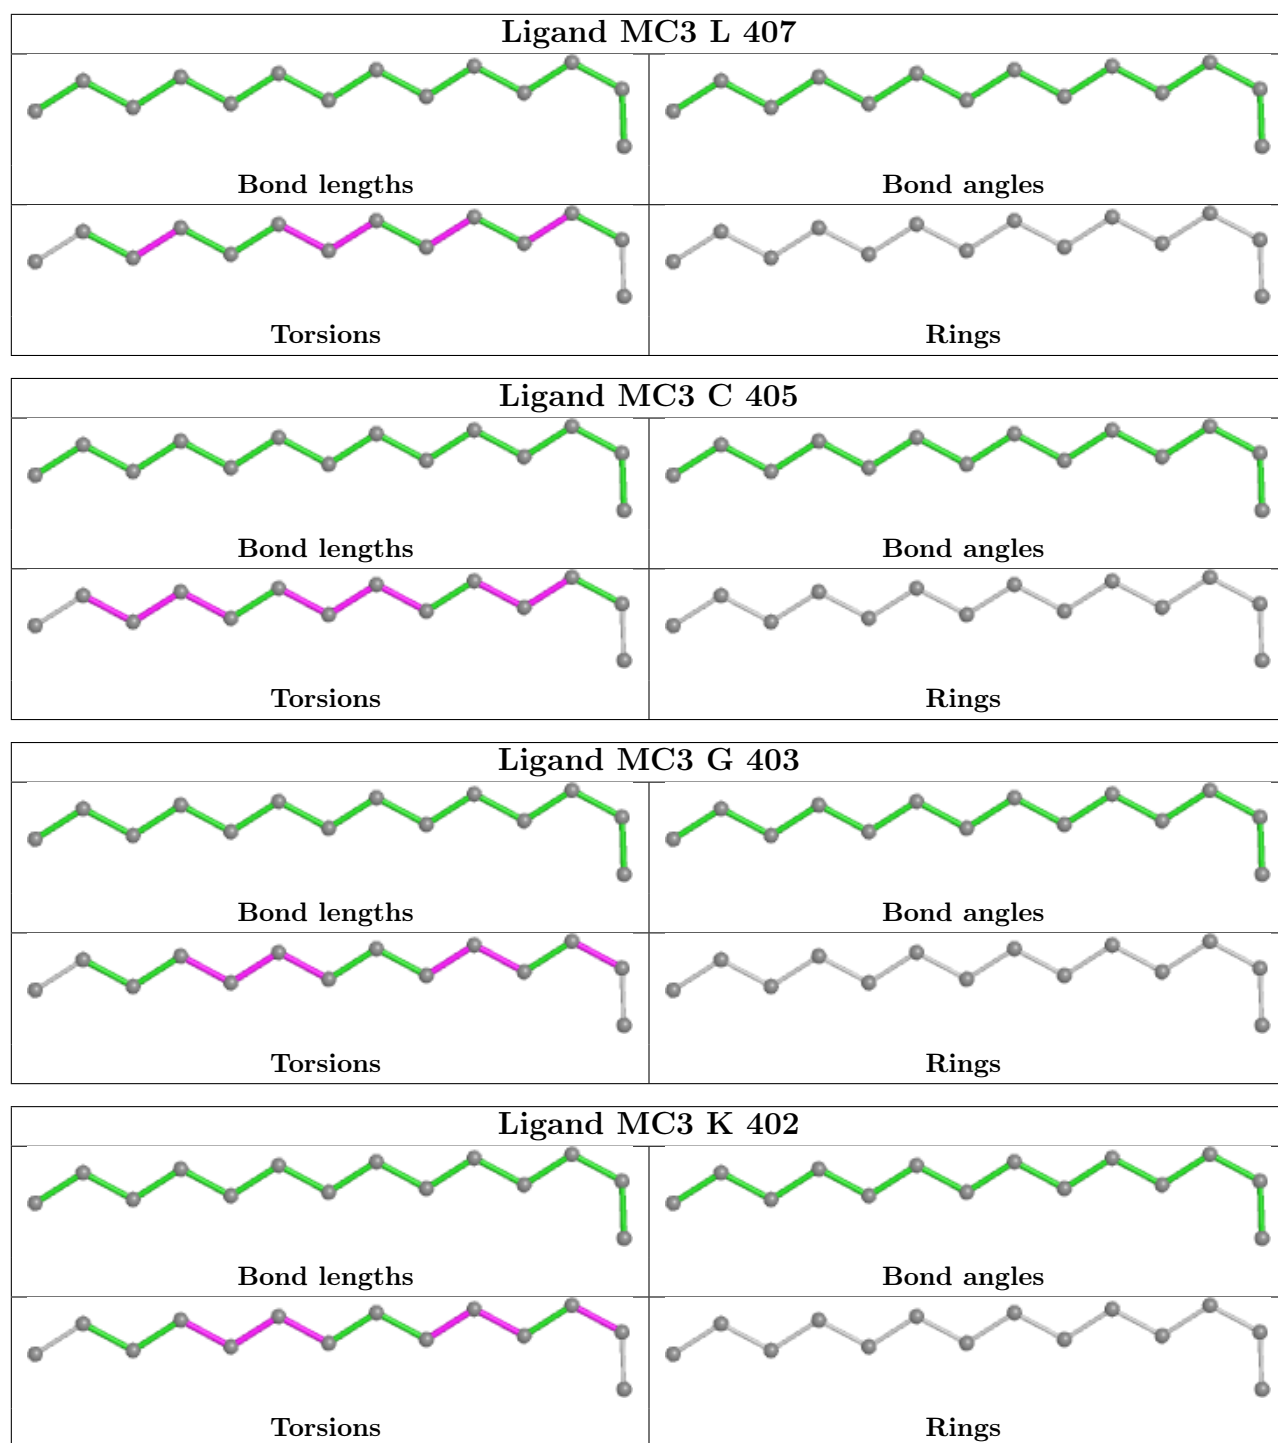 Ligand MC3 L 407
Bond lengths
Bond angles
Torsions
Rings
Ligand MC3 C 405
Bond lengths
Bond angles
Torsions
Rings
Ligand MC3 G 403
Bond lengths
Bond angles
Torsions
Rings
Ligand MC3 K 402
Bond lengths
Bond angles
Torsions
Rings